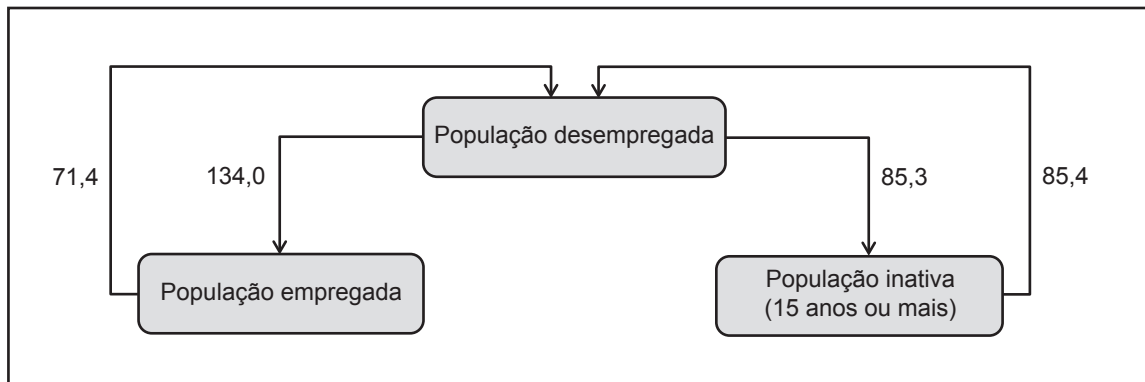 População desempregada
71,4
134,0
85,3
85,4
População empregada
População inativa
(15 anos ou mais)